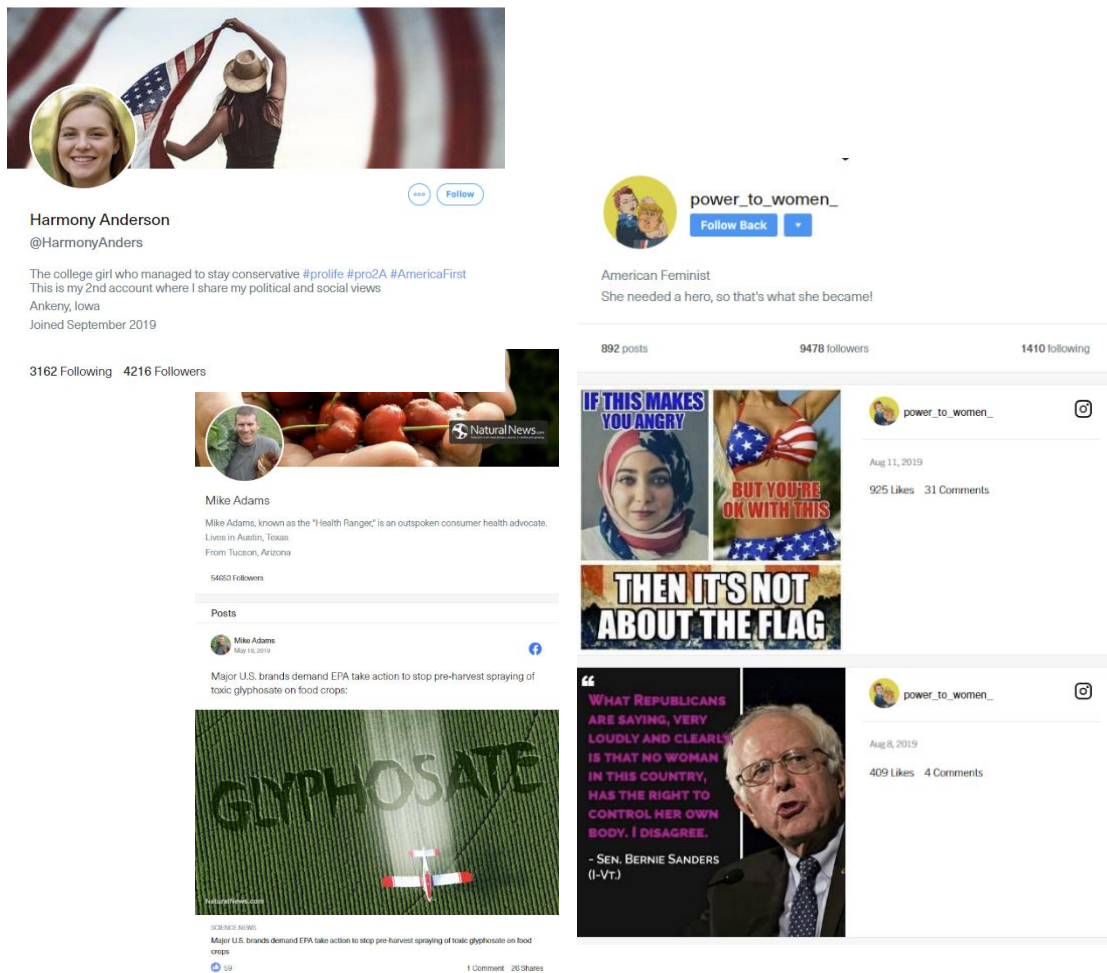 Follow
Harmony Anderson
@HarmonyAnders
The college girl who managed to stay conservative #prolife #pro2A #AmericaFirst
This is my 2nd account where I share my political and social views
Ankeny, Iowa
Joined September 2019
3162 Following 4216 Followers
NaturalNews.com
Mike Adams
Mike Adams, known as the "Health Ranger," is an outspoken consumer health advocate.
Lives in Austin, Texas
From Tucson, Arizona
54653 Followers
Posts
Mike Adams
Major U.S. brands demand EPA take action to stop pre-harvest spraying of
toxic glyphosate on food crops:
GLYPHOSATE
NaturalNews.com
SCIENCE.NEWS
Major U.S. brands demand EPA take action to stop pre-harvest spraying of toxic glyphosate on food
crops
59
1 Comment 26 Shares
power_to_women_
Follow Back
American Feminist
She needed a hero, so that's what she became!
892 posts
9478 followers
1410 following
IF THIS MAKES
YOU ANGRY
BUT YOU'RE
OK WITH THIS
THEN IT'S NOT
ABOUT THE FLAG
power_to_women_
Aug 11, 2019
925 Likes 31 Comments
“
WHAT REPUBLICANS
ARE SAYING, VERY
LOUDLY AND CLEARLY
IS THAT NO WOMAN
IN THIS COUNTRY,
HAS THE RIGHT TO
CONTROL HER OWN
BODY. I DISAGREE.
- SEN. BERNIE SANDERS
(I-VT.)
power_to_women_
Aug 8, 2019
409 Likes 4 Comments